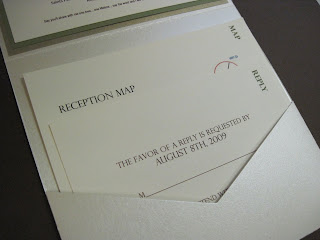 MAP
REPLY
RECEPTION MAP
THE FAVOR OF A REPLY IS REQUESTED BY
AUGUST 8TH, 2009
M